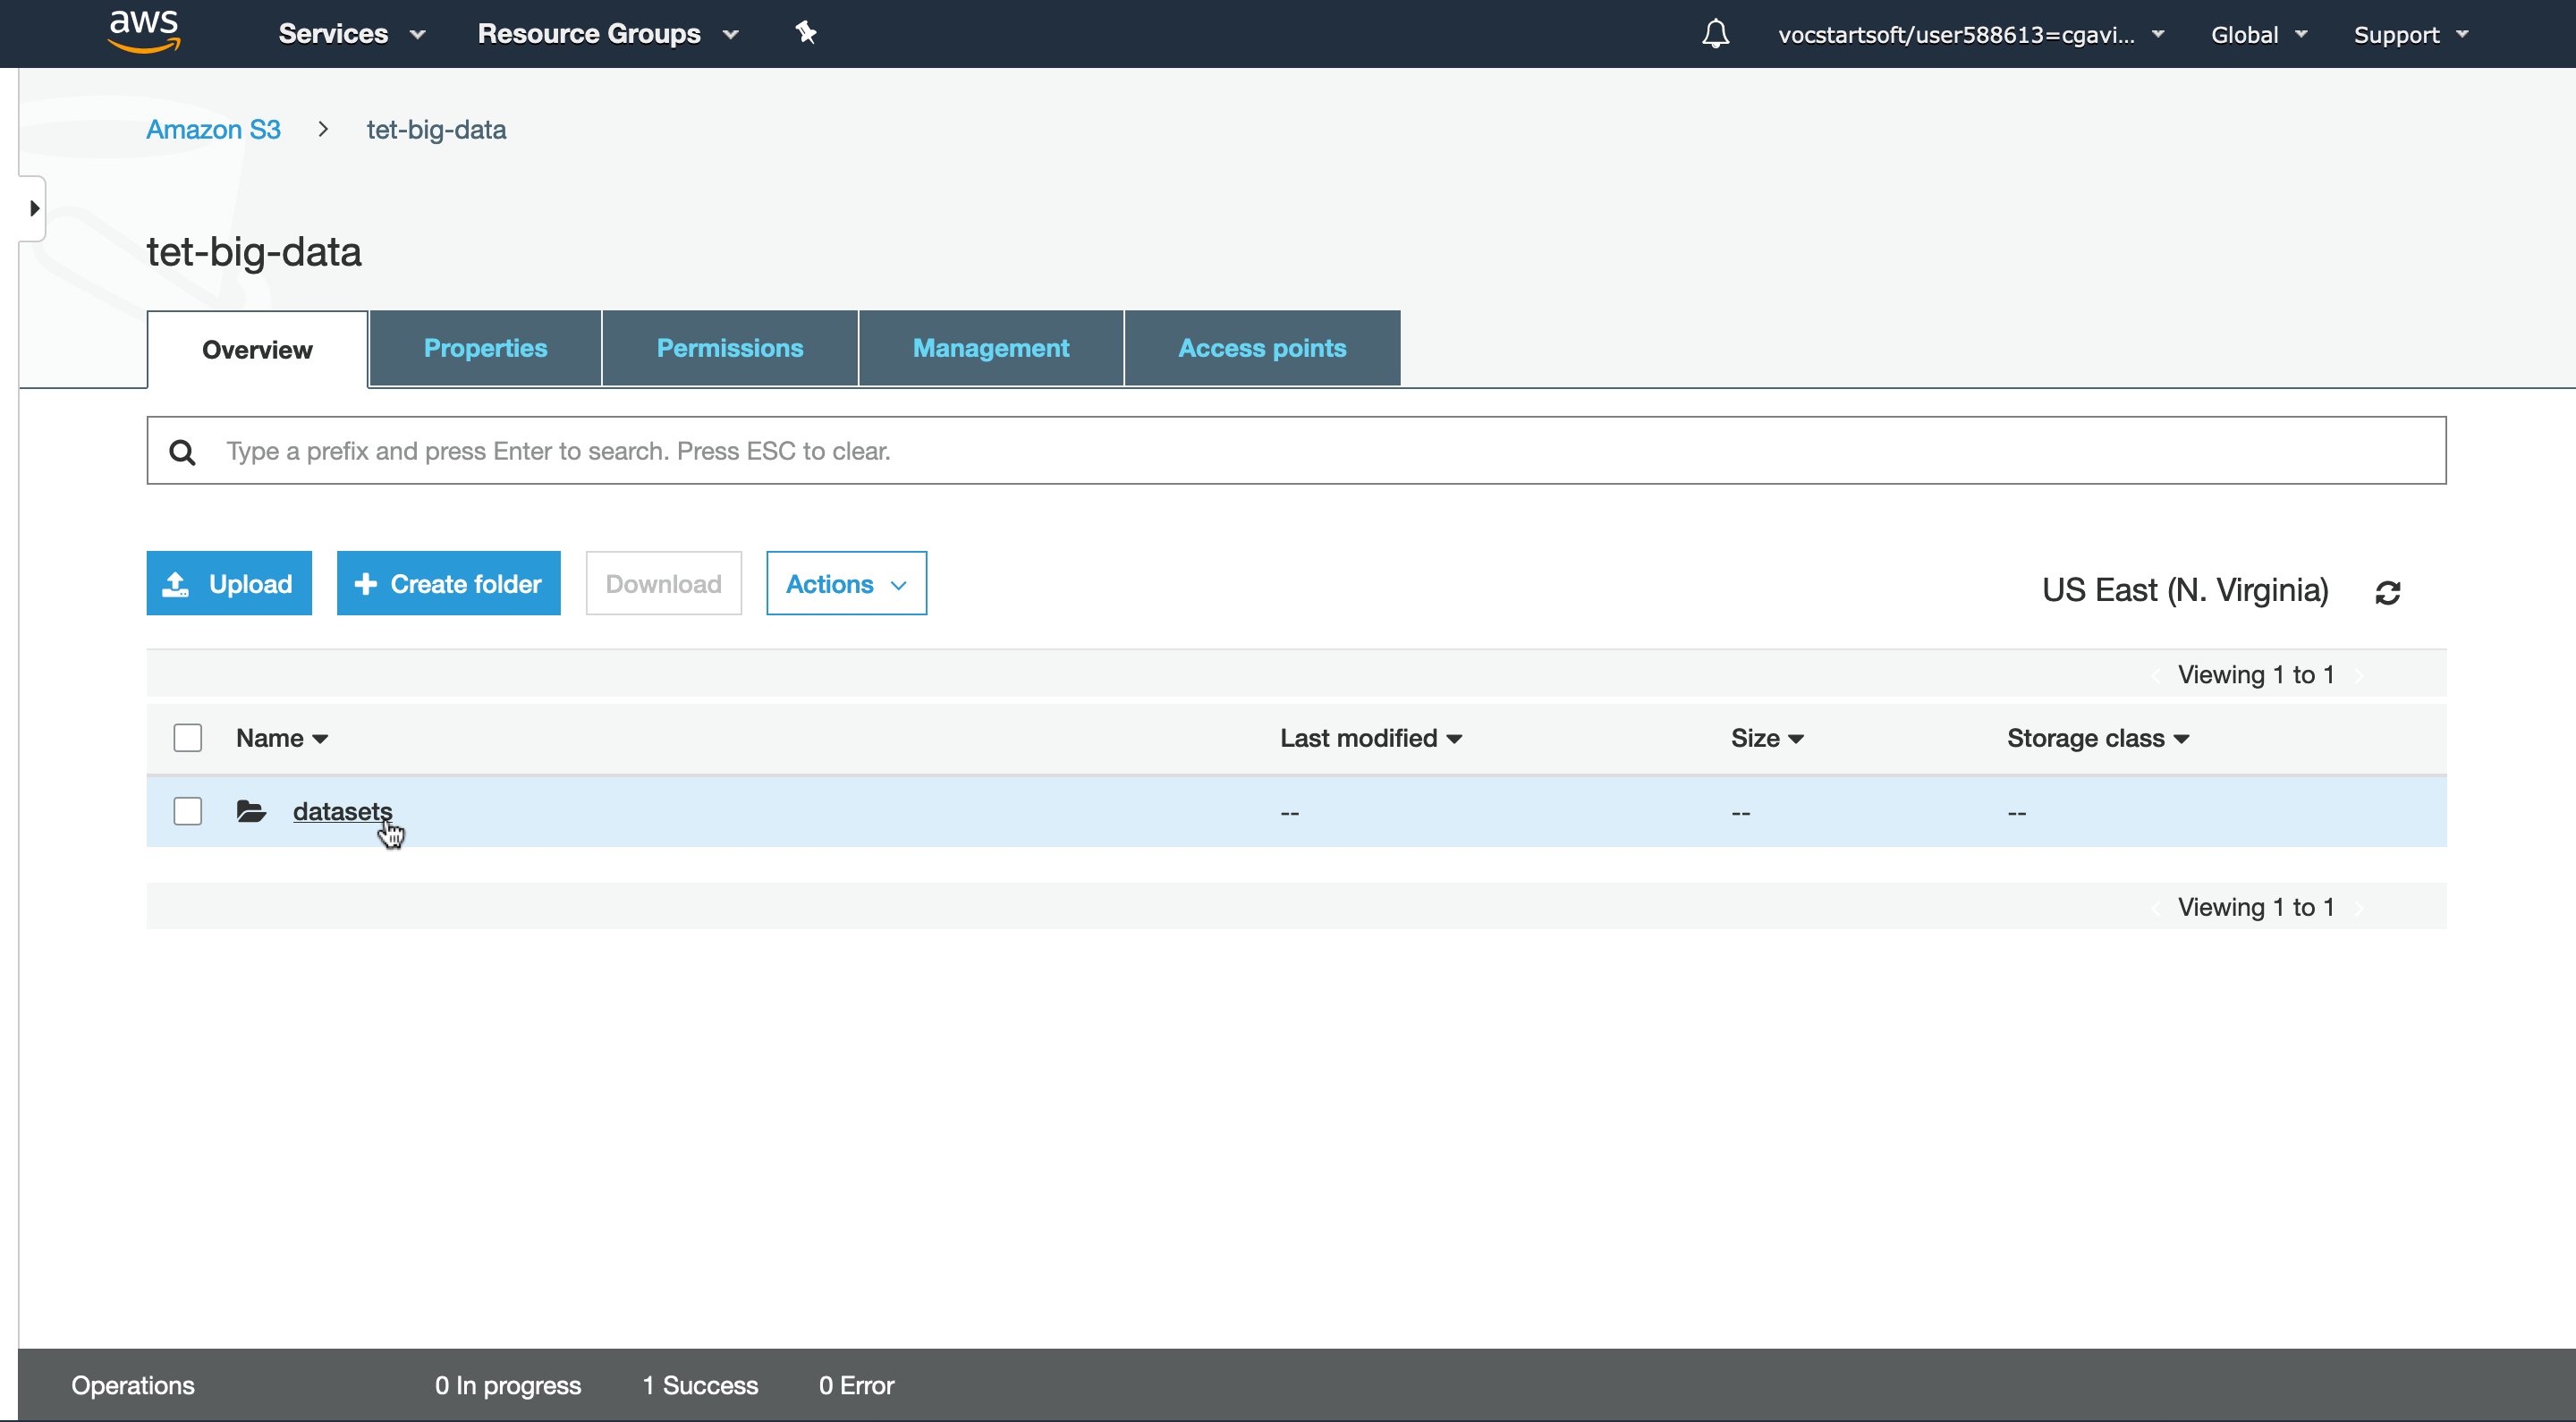 aws Services Resource Groups vocstartsoft/user588613=cgavi... Global Support
Amazon S3 > tet-big-data
tet-big-data
Overview Properties Permissions Management Access points
Type a prefix and press Enter to search. Press ESC to clear.
Upload Create folder Download Actions US East (N. Virginia)
Viewing 1 to 1
Name Last modified Size Storage class
datasets -- -- --
Viewing 1 to 1
Operations 0 In progress 1 Success 0 Error